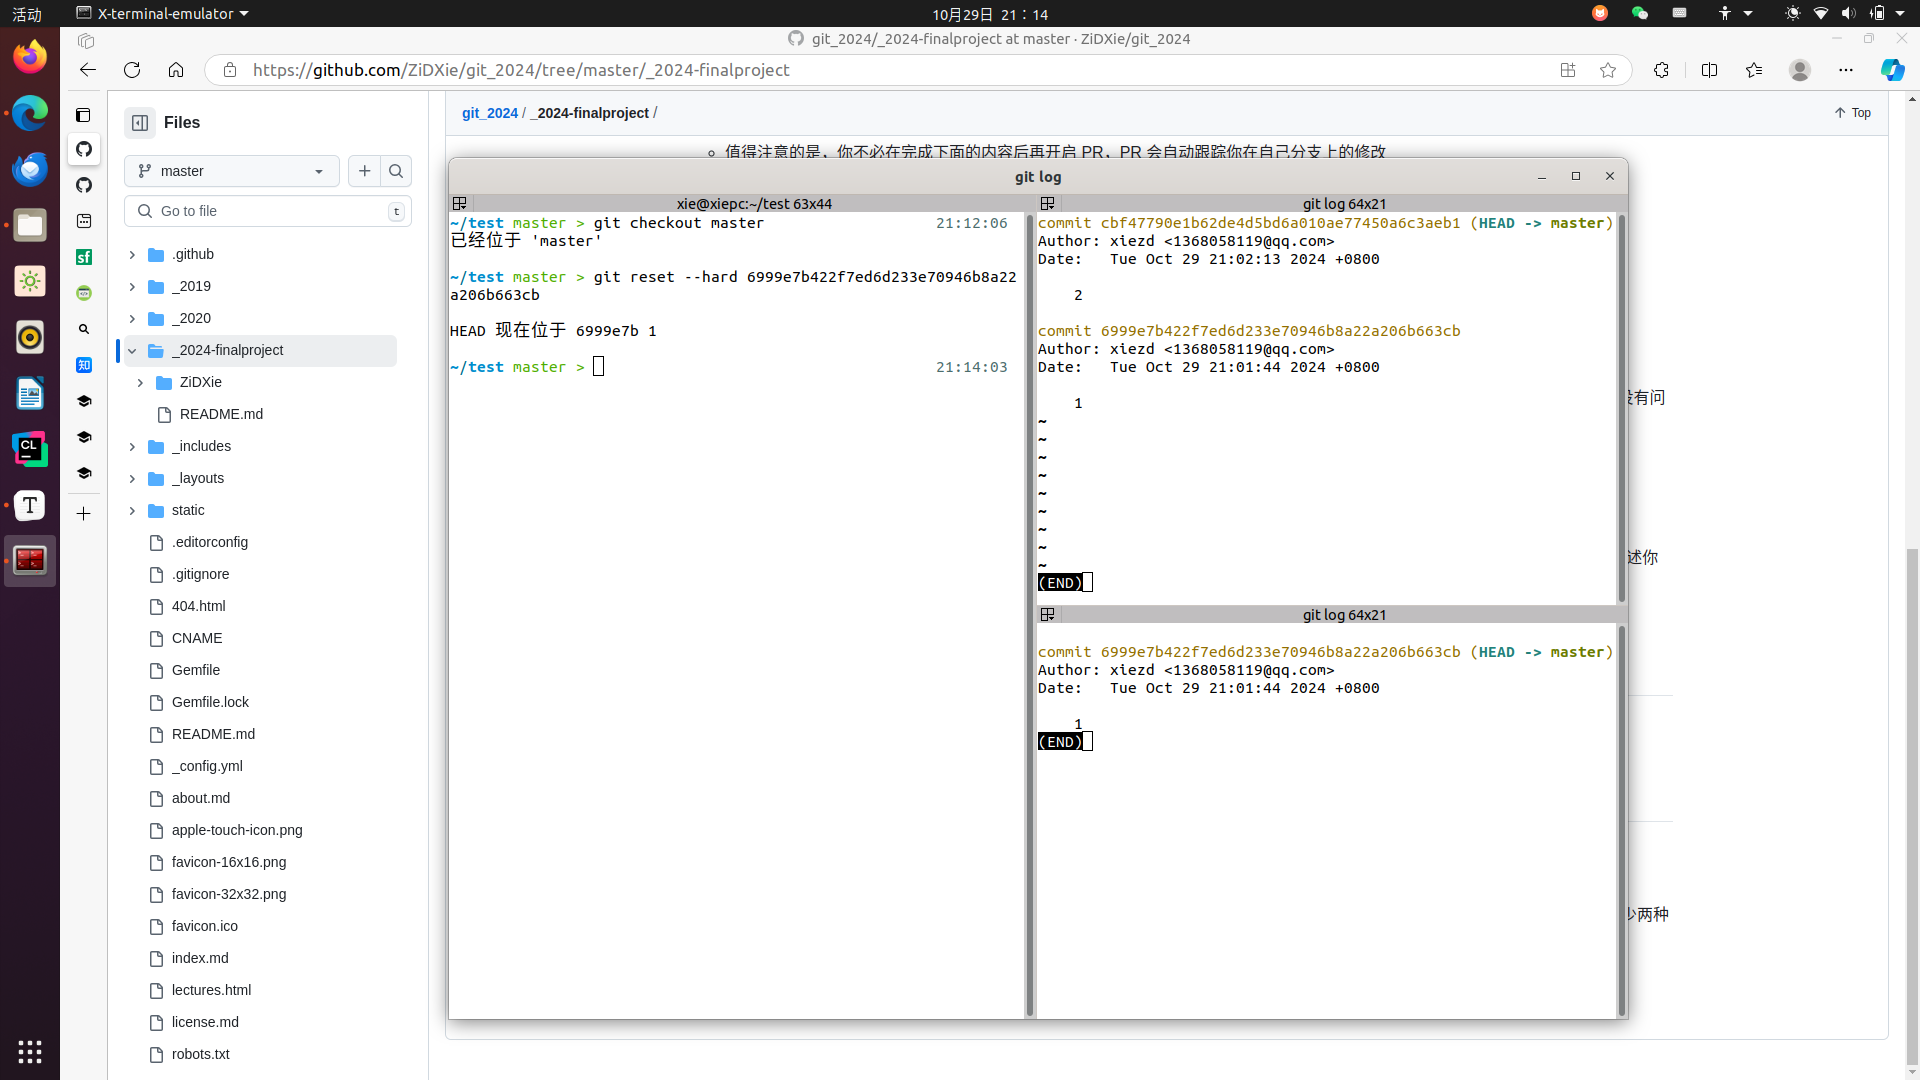 活动
X-terminal-emulator
10月29日 21：14
git_2024/_2024-finalproject at master · ZiDXie/git_2024
https://github.com/ZiDXie/git_2024/tree/master/_2024-finalproject
Files
master
Go to file
t
.github
_2019
_2020
_2024-finalproject
ZiDXie
README.md
_includes
_layouts
static
.editorconfig
.gitignore
404.html
CNAME
Gemfile
Gemfile.lock
README.md
_config.yml
about.md
apple-touch-icon.png
favicon-16x16.png
favicon-32x32.png
favicon.ico
index.md
lectures.html
license.md
robots.txt
git_2024 / _2024-finalproject /
Top
值得注意的是，你不必在完成下面的内容后再开启 PR，PR 会自动跟踪你在自己分支上的修改
git log
xie@xiepc:~/test 63x44
~/test master > git checkout master 21:12:06
已经位于 'master'
~/test master > git reset --hard 6999e7b422f7ed6d233e70946b8a22
a206b663cb
HEAD 现在位于 6999e7b 1
~/test master > 21:14:03
git log 64x21
commit cbf47790e1b62de4d5bd6a010ae77450a6c3aeb1 (HEAD -> master)
Author: xiezd <1368058119@qq.com>
Date: Tue Oct 29 21:02:13 2024 +0800
2
commit 6999e7b422f7ed6d233e70946b8a22a206b663cb
Author: xiezd <1368058119@qq.com>
Date: Tue Oct 29 21:01:44 2024 +0800
1
~
~
~
~
~
~
~
~
~
(END)
git log 64x21
commit 6999e7b422f7ed6d233e70946b8a22a206b663cb (HEAD -> master)
Author: xiezd <1368058119@qq.com>
Date: Tue Oct 29 21:01:44 2024 +0800
1
(END)
没有问
述你
少两种
sf
知
CL
T